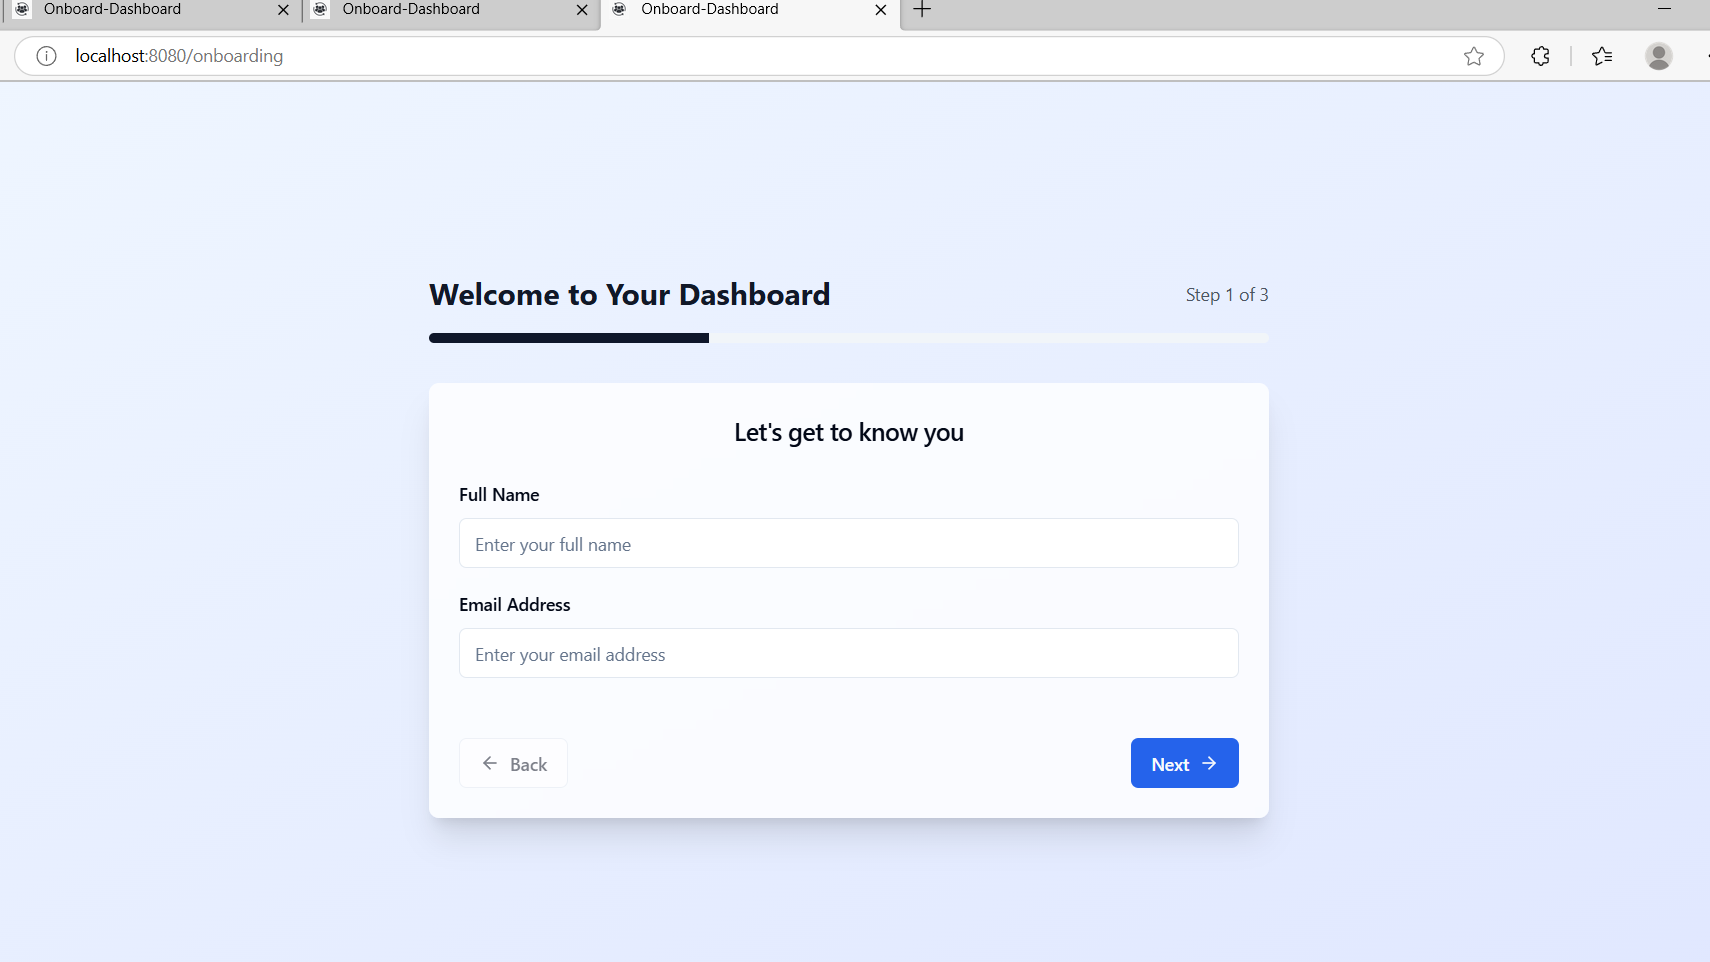 Onboard-Dashboard Onboard-Dashboard Onboard-Dashboard
localhost:8080/onboarding
Welcome to Your Dashboard Step 1 of 3
Let's get to know you
Full Name
Enter your full name
Email Address
Enter your email address
Back Next